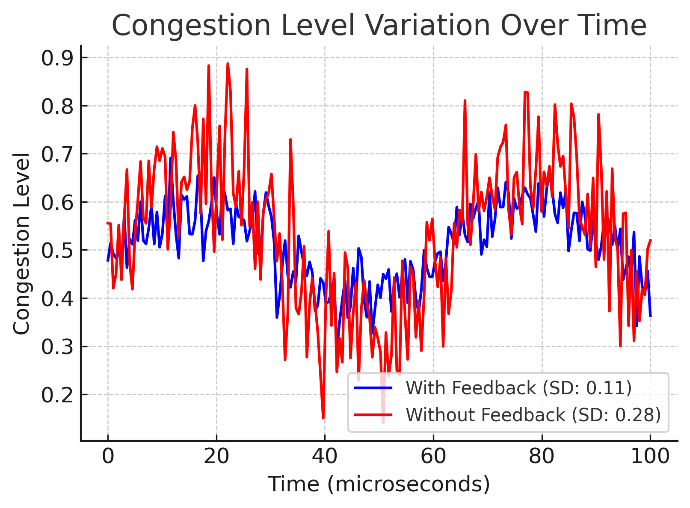 Congestion Level Variation Over Time
Congestion Level
0.9
0.8
0.7
0.6
0.5
0.4
0.3
0.2
With Feedback (SD: 0.11)
Without Feedback (SD: 0.28)
0
20
40
60
80
100
Time (microseconds)